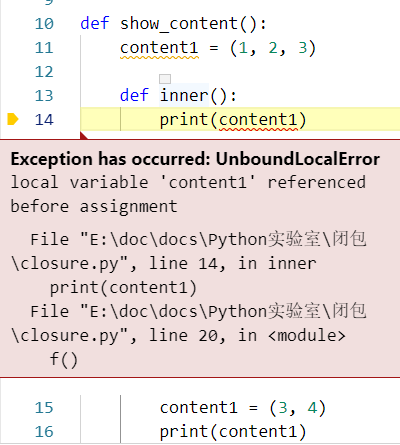 10 def show_content():
11 content1 = (1, 2, 3)
12
13 def inner():
14 print(content1)
Exception has occurred: UnboundLocalError
local variable 'content1' referenced
before assignment
File "E:\doc\docs\Python实验室\闭包
\closure.py", line 14, in inner
print(content1)
File "E:\doc\docs\Python实验室\闭包
\closure.py", line 20, in <module>
f()
15 content1 = (3, 4)
16 print(content1)